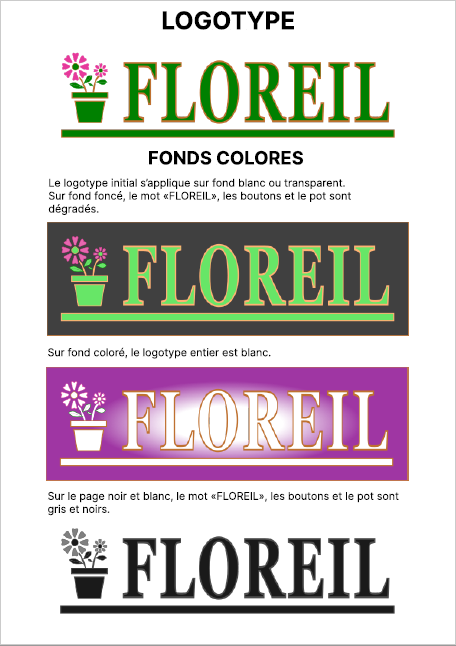 LOGOTYPE
FLOREIL
FONDS COLORES
Le logotype initial s'applique sur fond blanc ou transparent.
Sur fond foncé, le mot «FLOREIL», les boutons et le pot sont
dégradés.
FLOREIL
Sur fond coloré, le logotype entier est blanc.
FLOREIL
Sur le page noir et blanc, le mot «FLOREIL», les boutons et le pot sont
gris et noirs.
FLOREIL